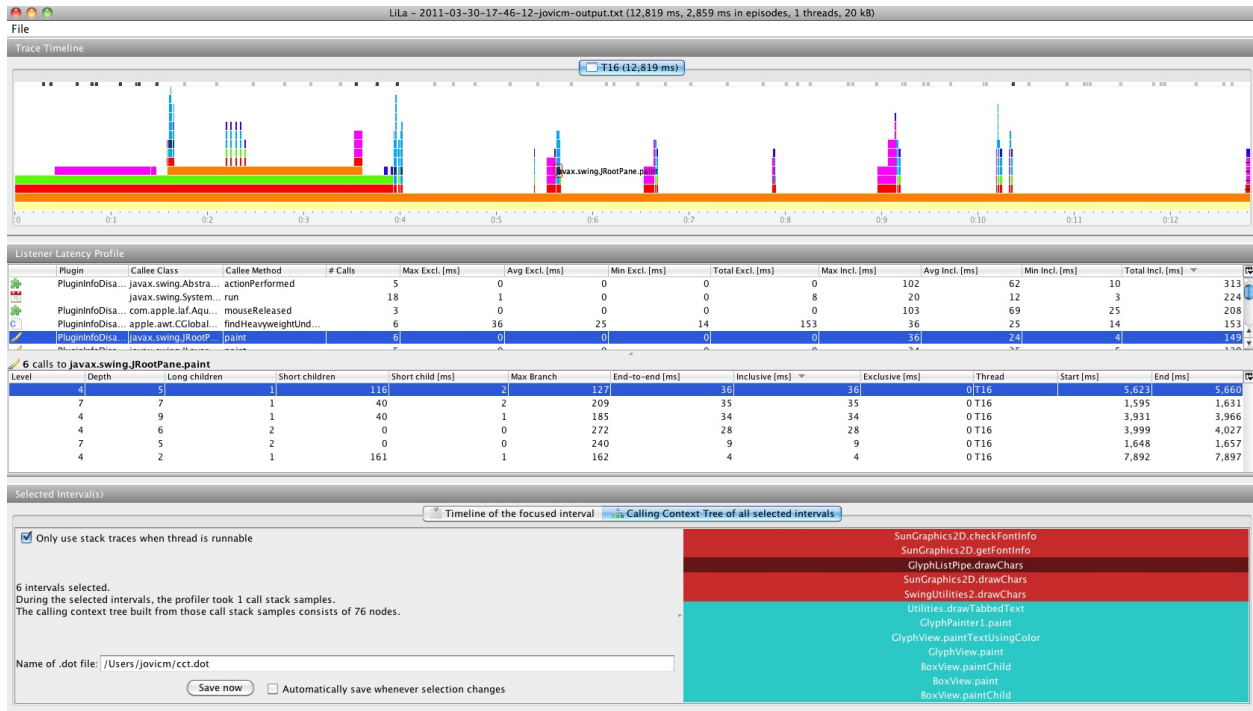 LiLa - 2011-03-30-17-46-12-jovicm-output.txt (12,819 ms, 2,859 ms in episodes, 1 threads, 20 kB)
File
Trace Timeline
T16 (12,819 ms)
javax.swing.JRootPane.paint
:0 0:1 0:2 0:3 0:4 0:5 0:6 0:7 0:8 0:9 0:10 0:11 0:12
Listener Latency Profile
Plugin Callee Class Callee Method # Calls Max Excl. [ms] Avg Excl. [ms] Min Excl. [ms] Total Excl. [ms] Max Incl. [ms] Avg Incl. [ms] Min Incl. [ms] Total Incl. [ms]
PluginInfoDisa... javax.swing.Abstra... actionPerformed 5 0 0 0 0 102 62 10 313
javax.swing.System... run 18 1 0 0 8 20 12 3 224
PluginInfoDisa... com.apple.laf.Aqu... mouseReleased 3 0 0 0 0 103 69 25 208
PluginInfoDisa... apple.awt.CGlobal... findHeavyweightUnd... 6 36 25 14 153 36 25 14 153
PluginInfoDisa... javax.swing.JRootP... paint 6 0 0 0 0 36 24 4 149
6 calls to javax.swing.JRootPane.paint
Level Depth Long children Short children Short child [ms] Max Branch End-to-end [ms] Inclusive [ms] Exclusive [ms] Thread Start [ms] End [ms]
4 5 1 116 2 127 36 36 0 T16 5,623 5,660
7 7 1 40 2 209 35 35 0 T16 1,595 1,631
4 9 1 40 1 185 34 34 0 T16 3,931 3,966
4 6 2 0 0 272 28 28 0 T16 3,999 4,027
7 5 2 0 0 240 9 9 0 T16 1,648 1,657
4 2 1 161 1 162 4 4 0 T16 7,892 7,897
Selected Interval(s)
Timeline of the focused interval Calling Context Tree of all selected intervals
Only use stack traces when thread is runnable
6 intervals selected.
During the selected intervals, the profiler took 1 call stack samples.
The calling context tree built from those call stack samples consists of 76 nodes.
Name of .dot file: /Users/jovicm/cct.dot
Save now Automatically save whenever selection changes
SunGraphics2D.checkFontInfo
SunGraphics2D.getFontInfo
GlyphListPipe.drawChars
SunGraphics2D.drawChars
SwingUtilities2.drawChars
Utilities.drawTabbedText
GlyphPainter1.paint
GlyphView.paintTextUsingColor
GlyphView.paint
BoxView.paintChild
BoxView.paint
BoxView.paintChild